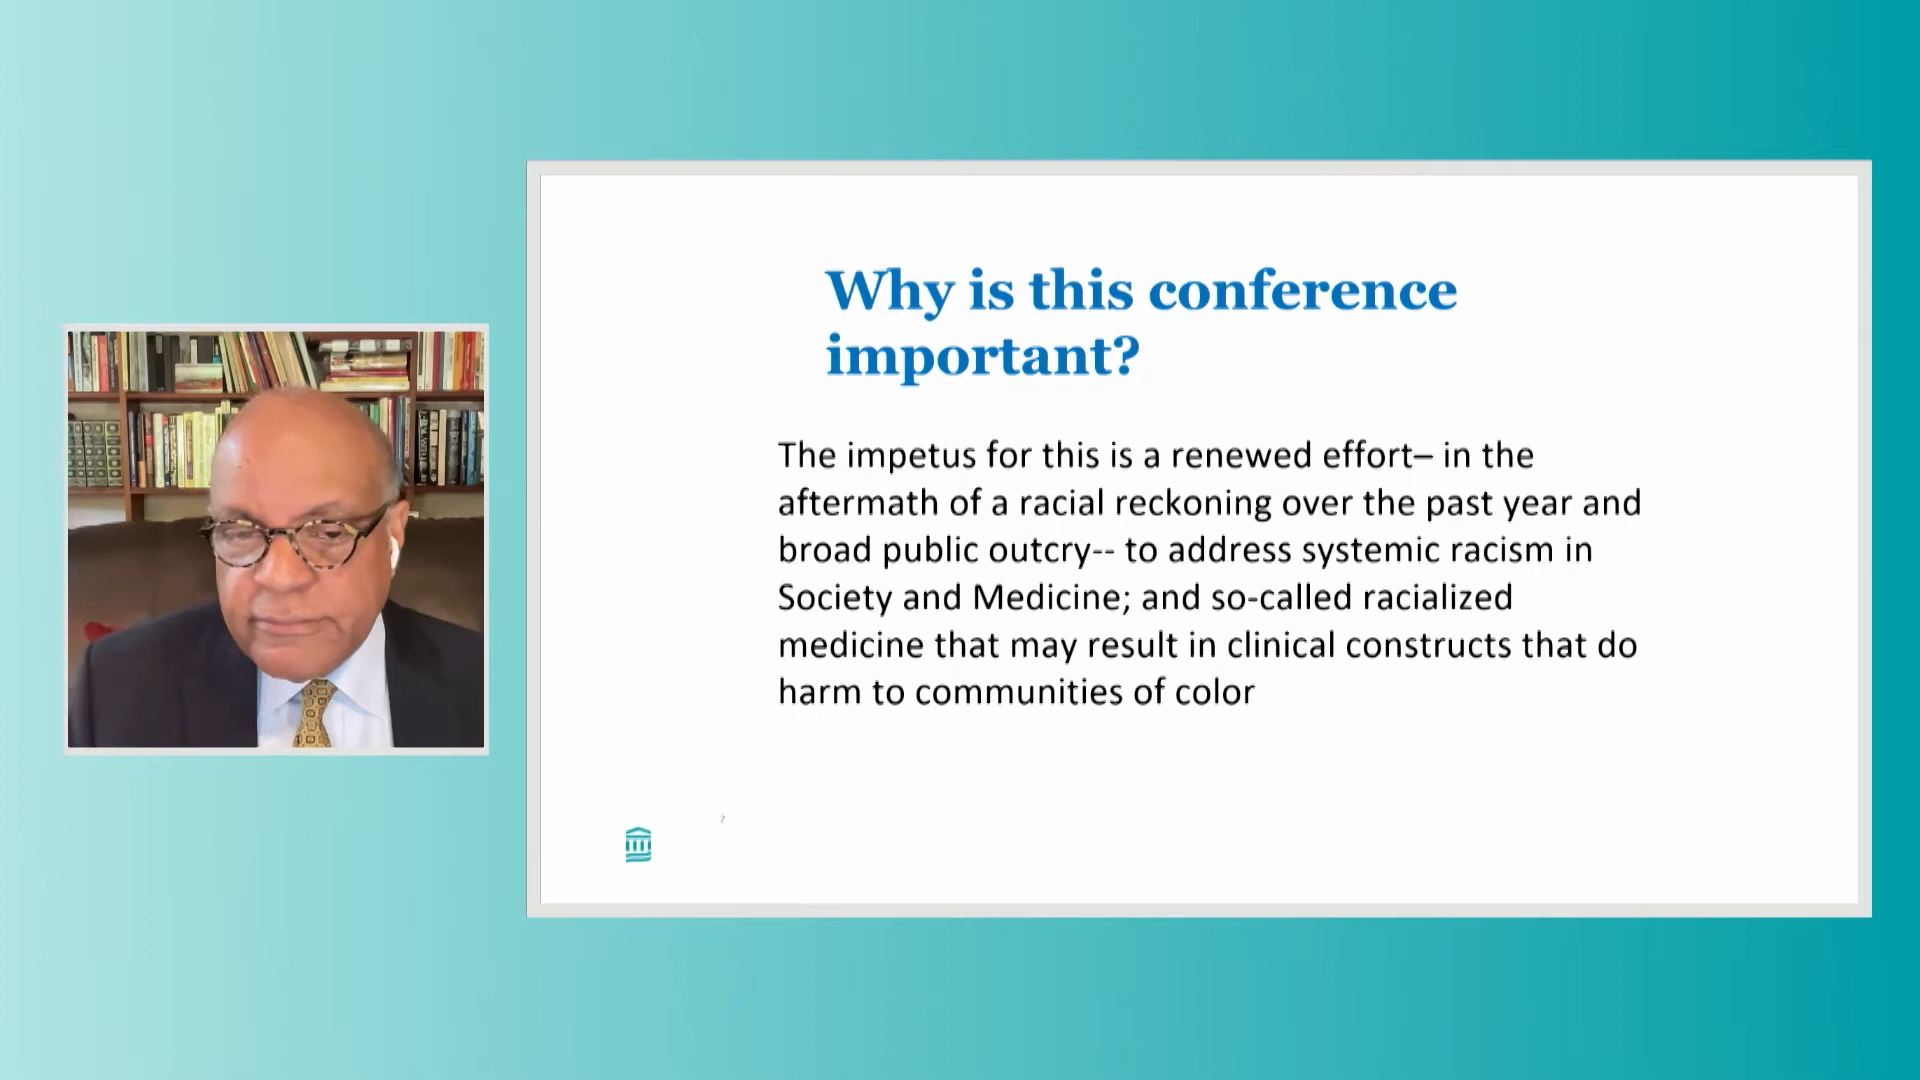 Why is this conference
important?
The impetus for this is a renewed effort– in the
aftermath of a racial reckoning over the past year and
broad public outcry-- to address systemic racism in
Society and Medicine; and so-called racialized
medicine that may result in clinical constructs that do
harm to communities of color